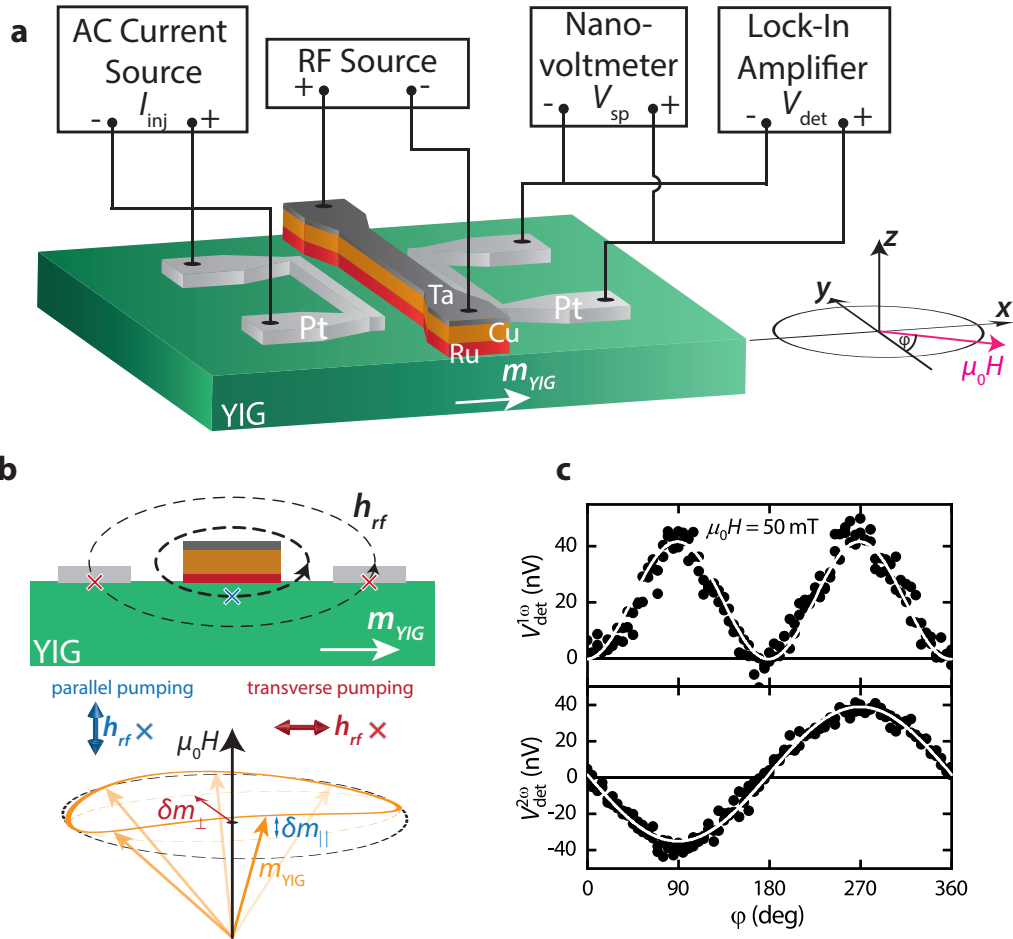 a
AC Current
Source
I_inj
- +
RF Source
+ -
Nano-
voltmeter
- V_sp +
Lock-In
Amplifier
V_det
- +
Pt
Ta
Cu
Ru
Pt
m_YIG
YIG
z
y
x
φ
μ₀H
b
h_rf
m_YIG
YIG
parallel pumping
transverse pumping
h_rf ×
h_rf ×
μ₀H
δm_⊥
δm_||
m_YIG
c
μ₀H = 50 mT
V_det^1ω (nV)
40
20
0
V_det^2ω (nV)
40
20
0
-20
-40
0 90 180 270 360
φ (deg)